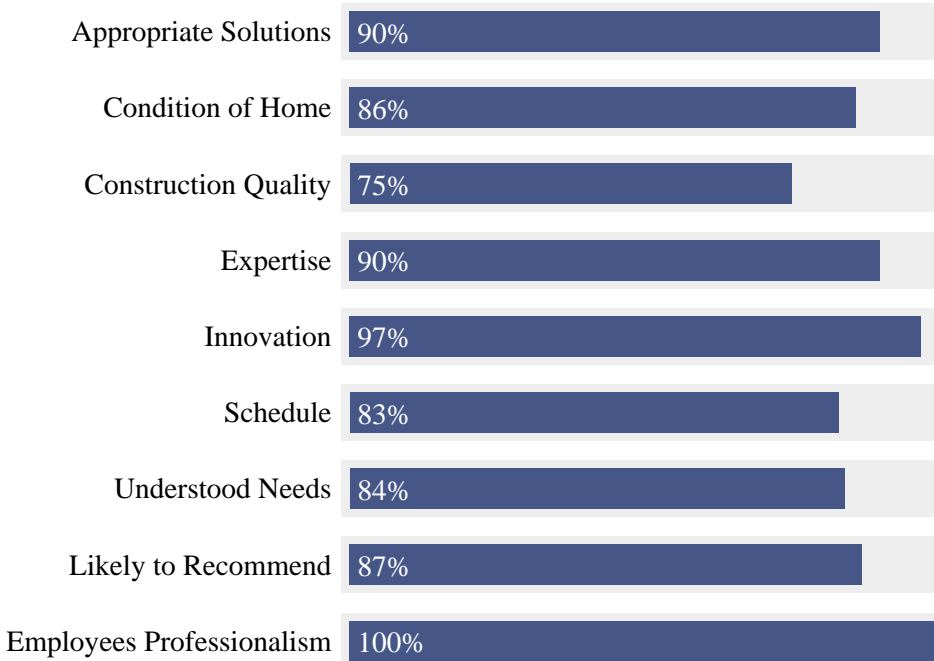 Appropriate Solutions 90%
Condition of Home 86%
Construction Quality 75%
Expertise 90%
Innovation 97%
Schedule 83%
Understood Needs 84%
Likely to Recommend 87%
Employees Professionalism 100%